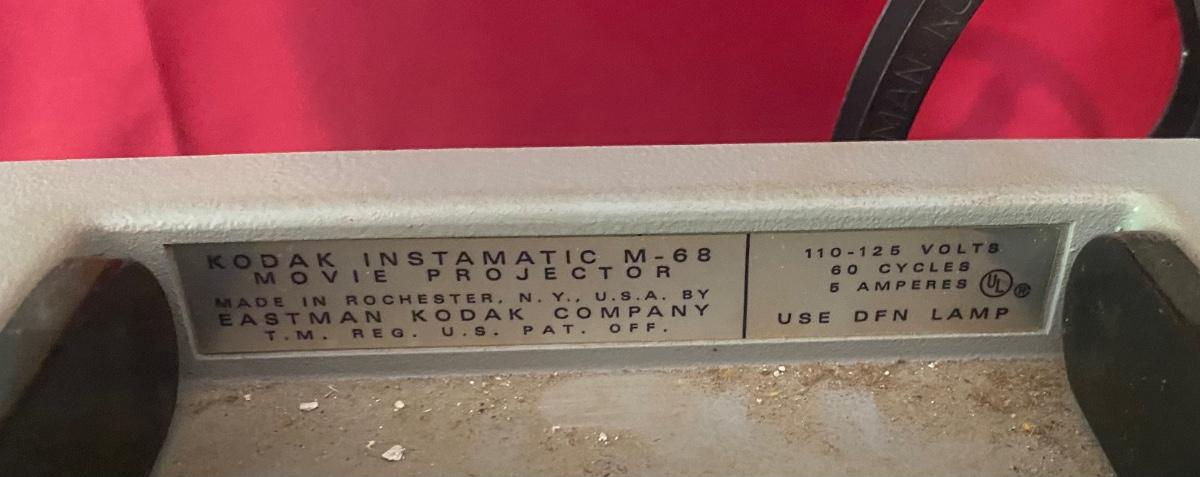 KODAK INSTAMATIC M-68
MOVIE PROJECTOR
MADE IN ROCHESTER, N.Y., U.S.A. BY
EASTMAN KODAK COMPANY
T.M. REG. U.S. PAT. OFF.
110-125 VOLTS
60 CYCLES
5 AMPERES
UL ®
USE DFN LAMP